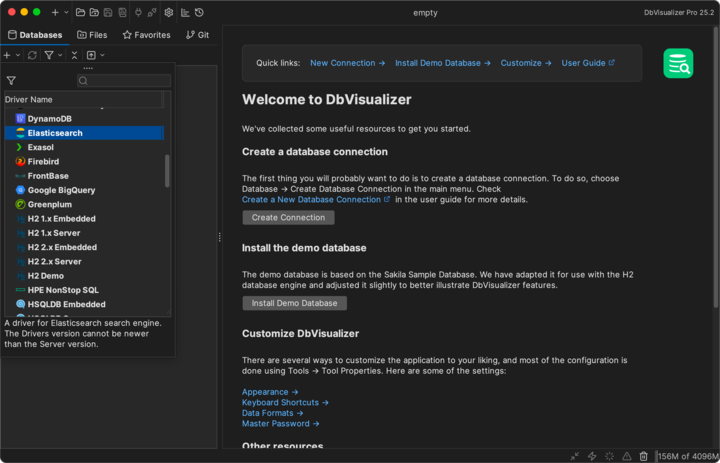 empty
DbVisualizer Pro 25.2
Databases
Files
Favorites
Git
Driver Name
DynamoDB
Elasticsearch
Exasol
Firebird
FrontBase
Google BigQuery
Greenplum
H2 1.x Embedded
H2 1.x Server
H2 2.x Embedded
H2 2.x Server
H2 Demo
HPE NonStop SQL
HSQLDB Embedded
A driver for Elasticsearch search engine.
The Drivers version cannot be newer
than the Server version.
Quick links: New Connection → Install Demo Database → Customize → User Guide
Welcome to DbVisualizer
We've collected some useful resources to get you started.
Create a database connection
The first thing you will probably want to do is to create a database connection. To do so, choose
Database → Create Database Connection in the main menu. Check
Create a New Database Connection in the user guide for more details.
Create Connection
Install the demo database
The demo database is based on the Sakila Sample Database. We have adapted it for use with the H2
database engine and adjusted it slightly to better illustrate DbVisualizer features.
Install Demo Database
Customize DbVisualizer
There are several ways to customize the application to your liking, and most of the configuration is
done using Tools → Tool Properties. Here are some of the settings:
Appearance →
Keyboard Shortcuts →
Data Formats →
Master Password →
Other resources
156M of 4096M